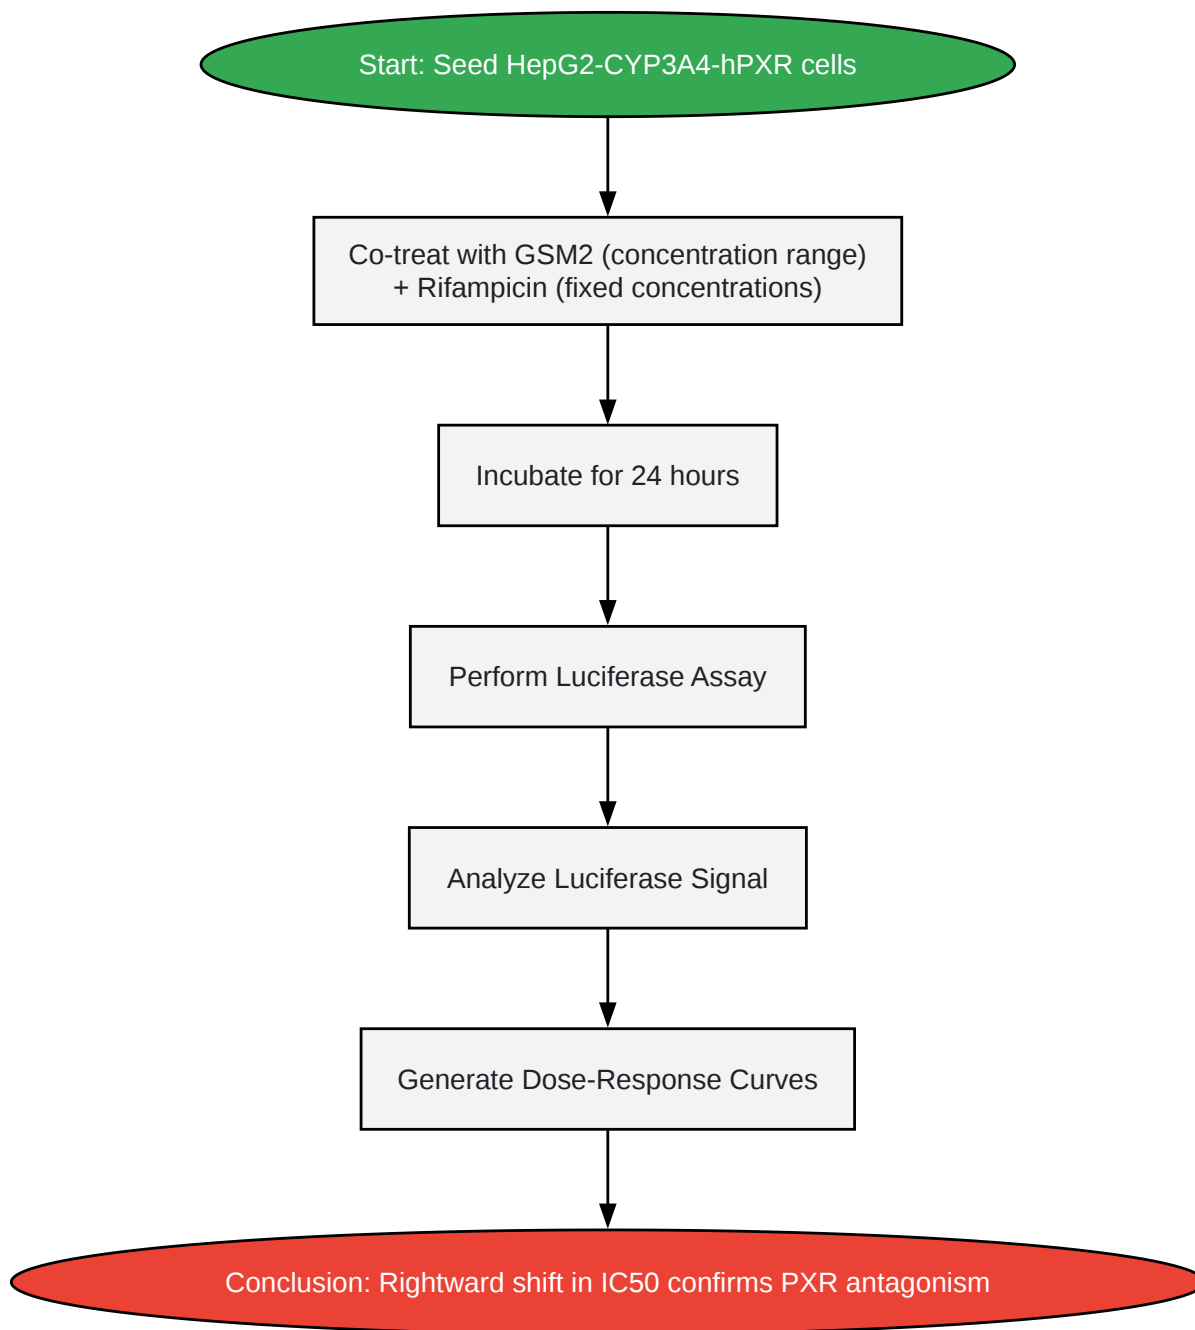 Start: Seed HepG2-CYP3A4-hPXR cells
Co-treat with GSM2 (concentration range)
+ Rifampicin (fixed concentrations)
Incubate for 24 hours
Perform Luciferase Assay
Analyze Luciferase Signal
Generate Dose-Response Curves
Conclusion: Rightward shift in IC50 confirms PXR antagonism